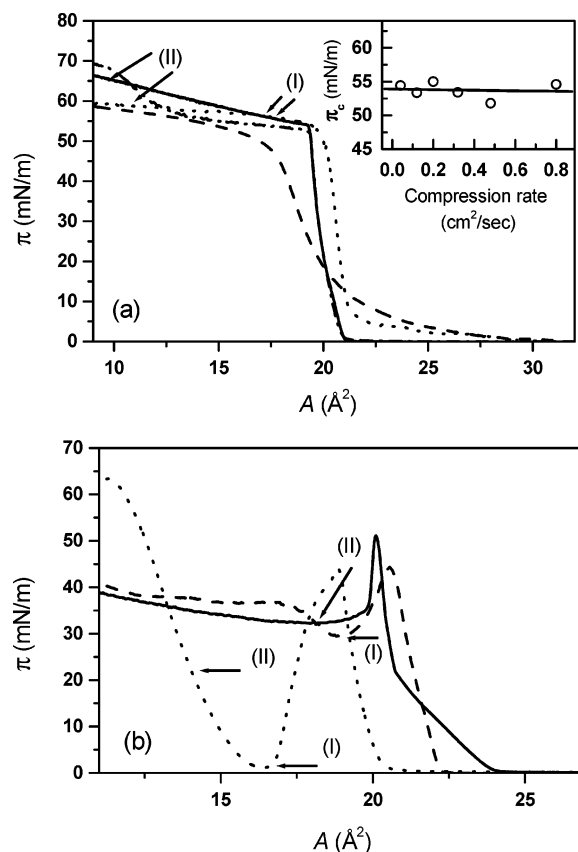 80
70
60
50
40
30
20
10
0
π (mN/m)
(II)
(I)
(a)
10
15
20
25
30
A (Å²)
60
55
50
45
π_c (mN/m)
0.0 0.2 0.4 0.6 0.8
Compression rate
(cm²/sec)
70
60
50
40
30
20
10
0
π (mN/m)
(II)
(I)
(II)
(I)
(b)
15
20
25
A (Å²)